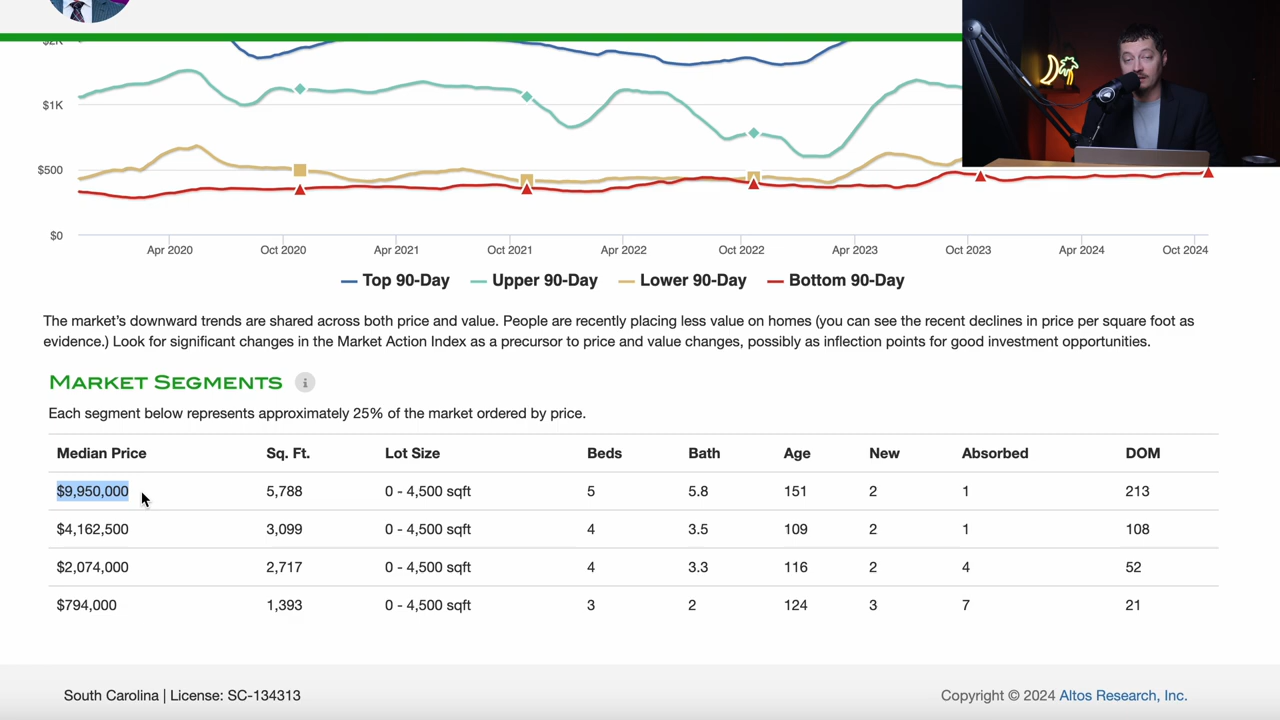 $2K
$1K
$500
$0
Apr 2020 Oct 2020 Apr 2021 Oct 2021 Apr 2022 Oct 2022 Apr 2023 Oct 2023 Apr 2024 Oct 2024
Top 90-Day Upper 90-Day Lower 90-Day Bottom 90-Day
The market's downward trends are shared across both price and value. People are recently placing less value on homes (you can see the recent declines in price per square foot as
evidence.) Look for significant changes in the Market Action Index as a precursor to price and value changes, possibly as inflection points for good investment opportunities.
MARKET SEGMENTS i
Each segment below represents approximately 25% of the market ordered by price.
Median Price Sq. Ft. Lot Size Beds Bath Age New Absorbed DOM
$9,950,000 5,788 0 - 4,500 sqft 5 5.8 151 2 1 213
$4,162,500 3,099 0 - 4,500 sqft 4 3.5 109 2 1 108
$2,074,000 2,717 0 - 4,500 sqft 4 3.3 116 2 4 52
$794,000 1,393 0 - 4,500 sqft 3 2 124 3 7 21
South Carolina | License: SC-134313 Copyright © 2024 Altos Research, Inc.